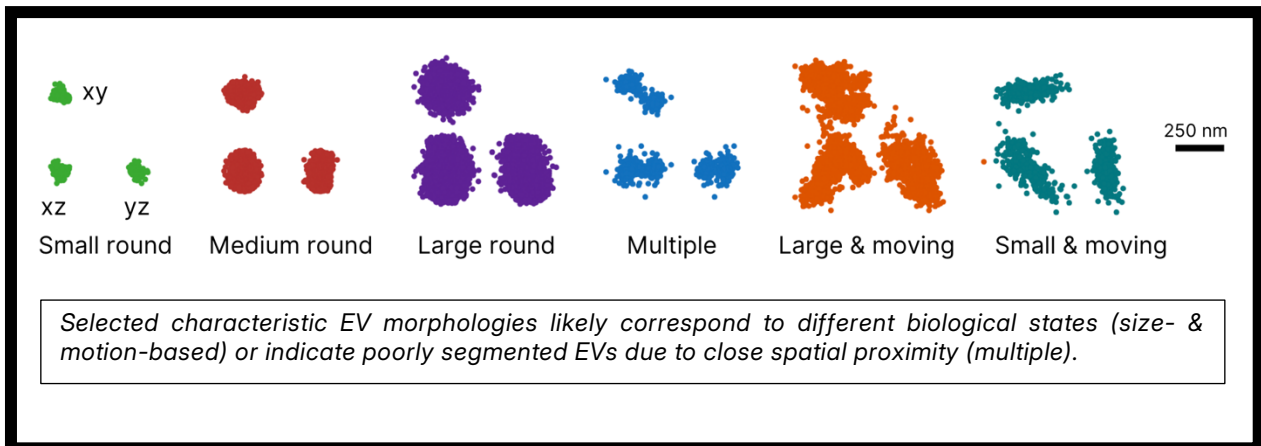 xy
250 nm
xz yz
Small round Medium round Large round Multiple Large & moving Small & moving
Selected characteristic EV morphologies likely correspond to different biological states (size- &
motion-based) or indicate poorly segmented EVs due to close spatial proximity (multiple).